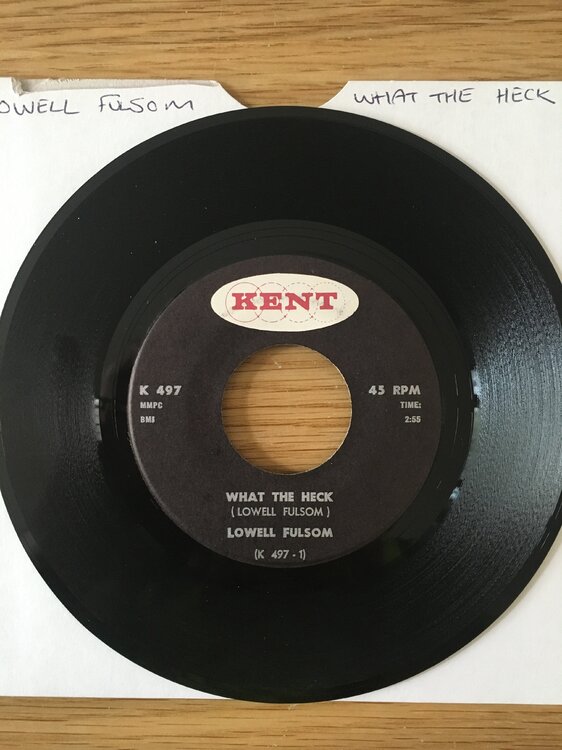 OWELL FULSOM
WHAT THE HECK
KENT
K 497
MMPC
BMI
45 RPM
TIME:
2:55
WHAT THE HECK
( LOWELL FULSOM )
LOWELL FULSOM
(K 497 - 1)